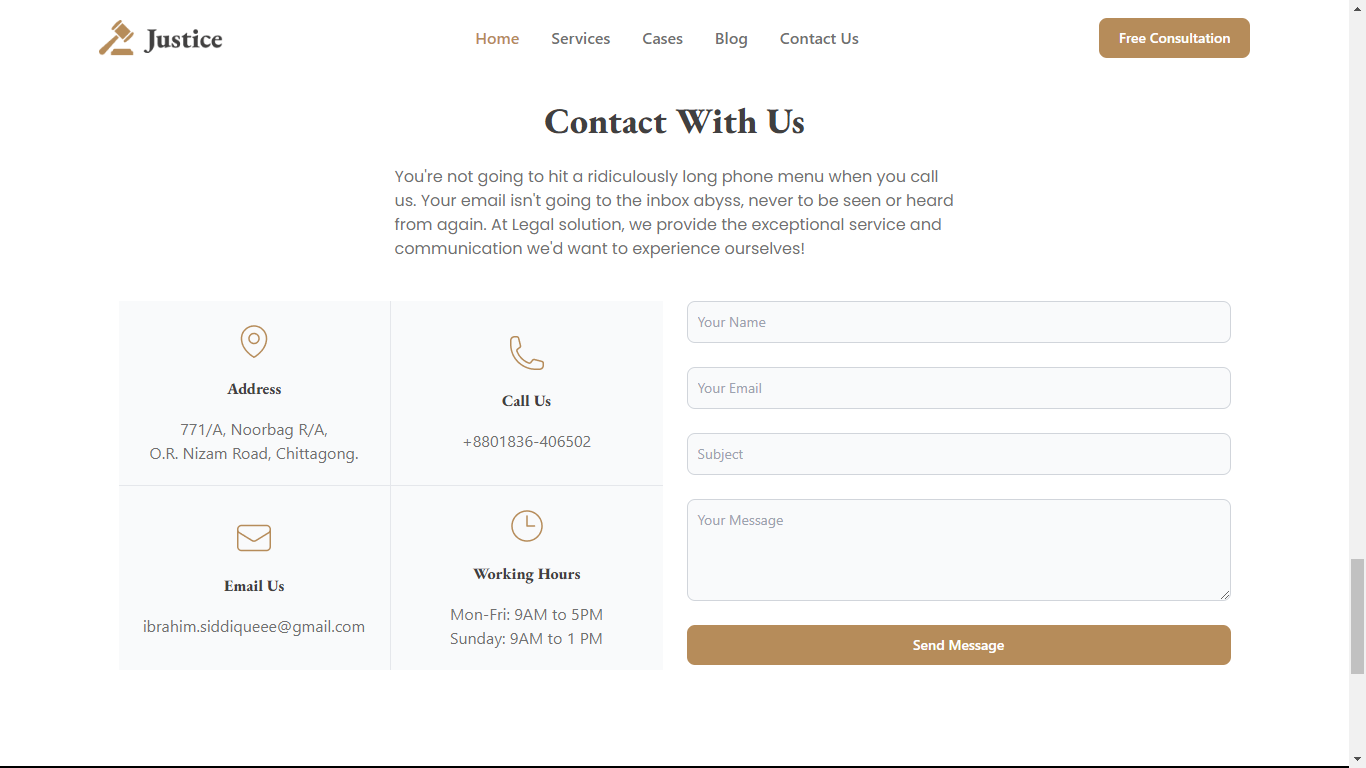 Justice
Home
Services
Cases
Blog
Contact Us
Free Consultation
Contact With Us
You're not going to hit a ridiculously long phone menu when you call
us. Your email isn't going to the inbox abyss, never to be seen or heard
from again. At Legal solution, we provide the exceptional service and
communication we'd want to experience ourselves!
Address
771/A, Noorbag R/A,
O.R. Nizam Road, Chittagong.
Call Us
+8801836-406502
Email Us
ibrahim.siddiqueee@gmail.com
Working Hours
Mon-Fri: 9AM to 5PM
Sunday: 9AM to 1 PM
Your Name
Your Email
Subject
Your Message
Send Message